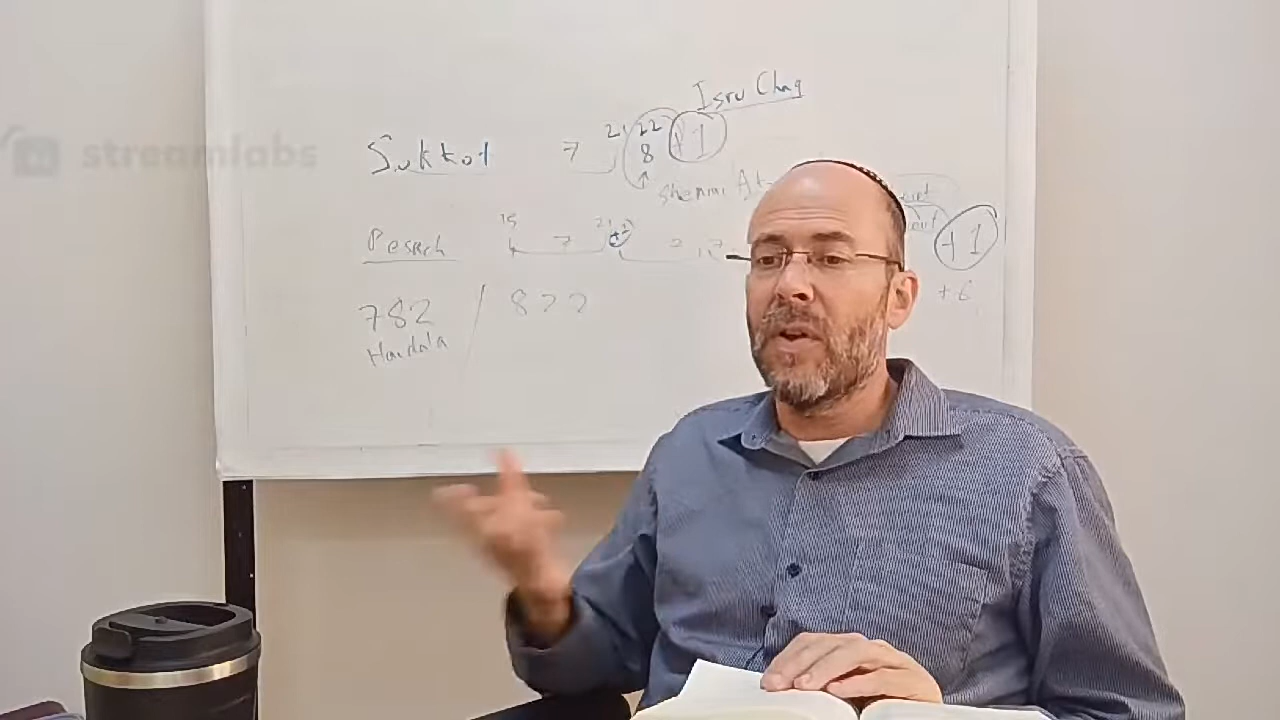 streamlabs
Isru Chag
Sukkot 7 21 22 8 +1
Shemini At
Pesach 15 7 21 +1
+6
782 / 822
Havdala